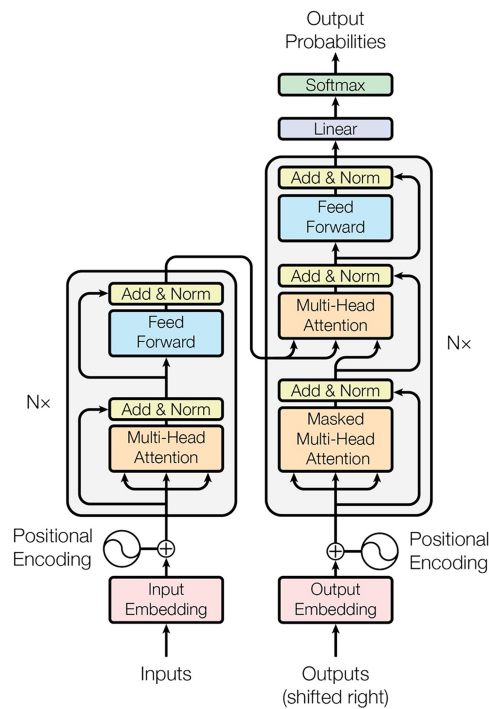 Output
Probabilities
Softmax
Linear
Add & Norm
Feed
Forward
Add & Norm
Multi-Head
Attention
Add & Norm
Masked
Multi-Head
Attention
N×
Positional
Encoding
Output
Embedding
Outputs
(shifted right)
Add & Norm
Feed
Forward
Add & Norm
Multi-Head
Attention
N×
Positional
Encoding
Input
Embedding
Inputs